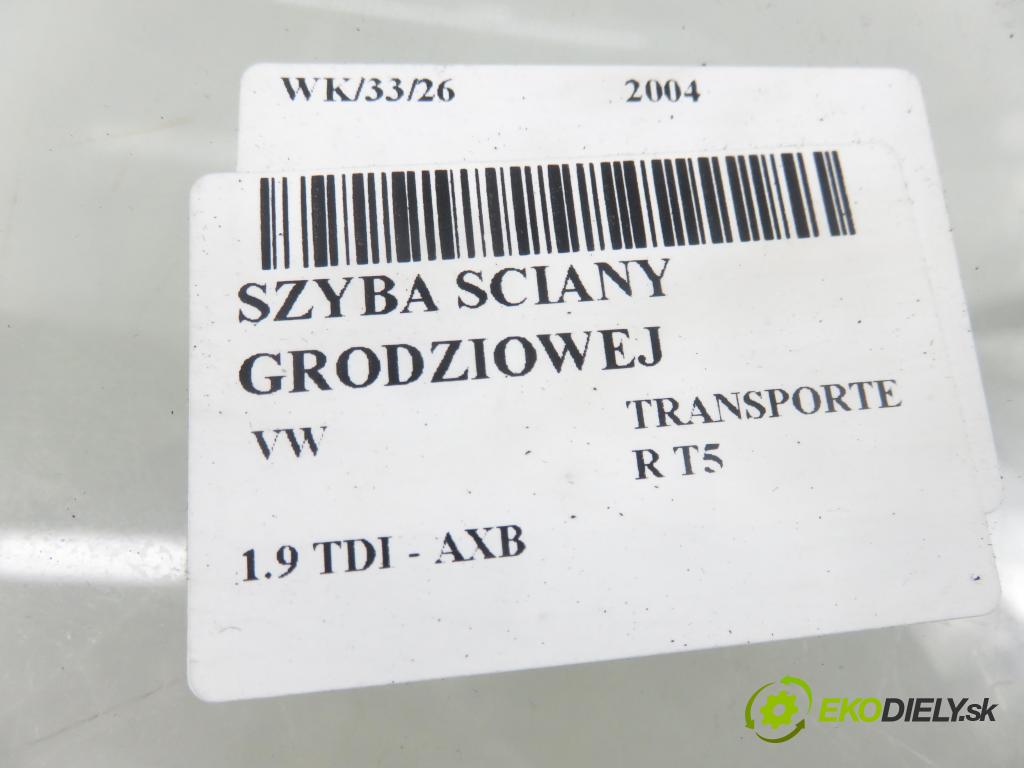 WK/33/26 2004
SZYBA SCIANY
GRODZIOWEJ
VW TRANSPORTE
R T5
1.9 TDI - AXB
EKODIELY.sk